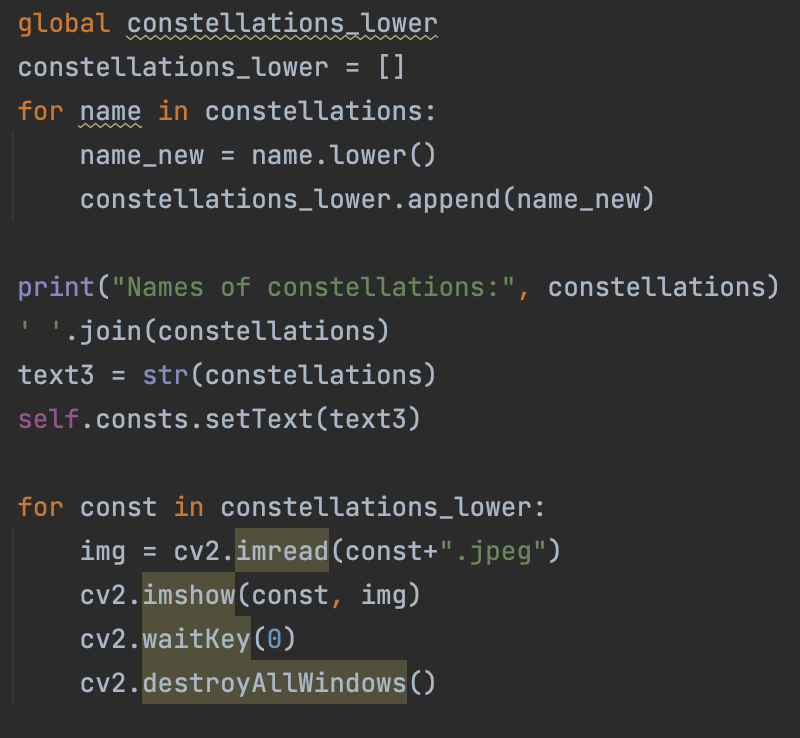 global constellations_lower
constellations_lower = []
for name in constellations:
    name_new = name.lower()
    constellations_lower.append(name_new)

print("Names of constellations:", constellations)
' '.join(constellations)
text3 = str(constellations)
self.consts.setText(text3)

for const in constellations_lower:
    img = cv2.imread(const+".jpeg")
    cv2.imshow(const, img)
    cv2.waitKey(0)
    cv2.destroyAllWindows()